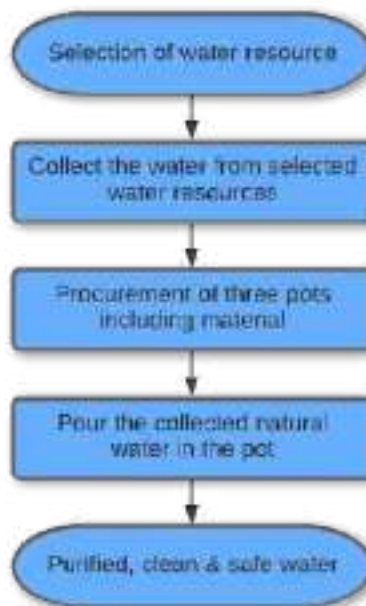 Selection of water resource
Collect the water from selected
water resources
Procurement of three pots
including material
Pour the collected natural
water in the pot
Purified, clean & safe water